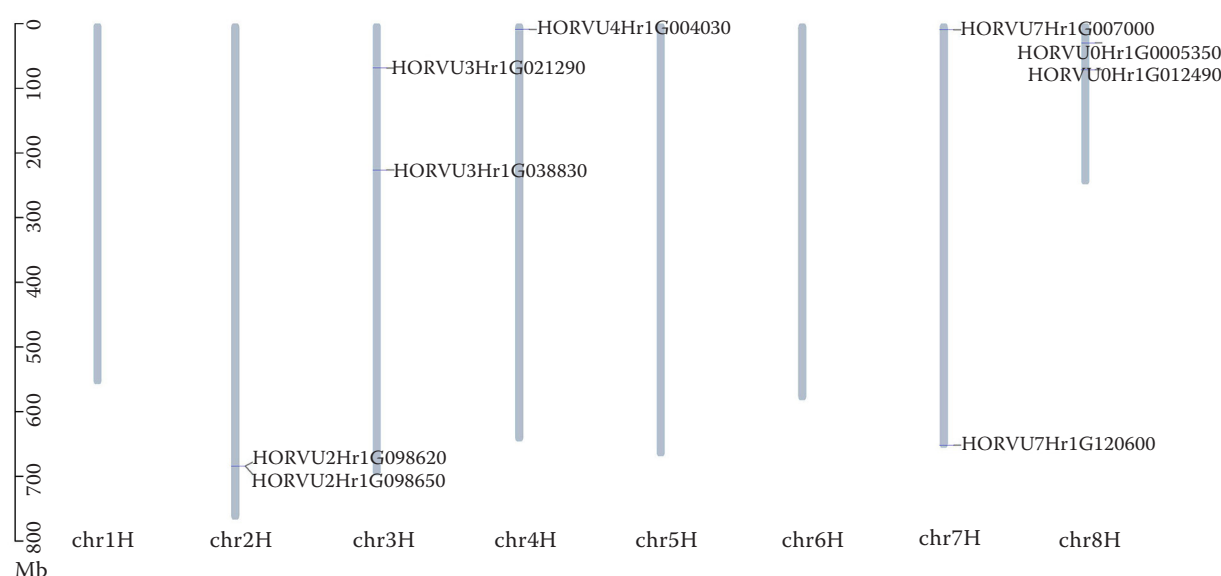 0
100
200
300
400
500
600
700
800
Mb
HORVU4Hr1G004030
HORVU7Hr1G007000
HORVU0Hr1G0005350
HORVU3Hr1G021290
HORVU0Hr1G012490
HORVU3Hr1G038830
HORVU7Hr1G120600
HORVU2Hr1G098620
HORVU2Hr1G098650
chr1H
chr2H
chr3H
chr4H
chr5H
chr6H
chr7H
chr8H